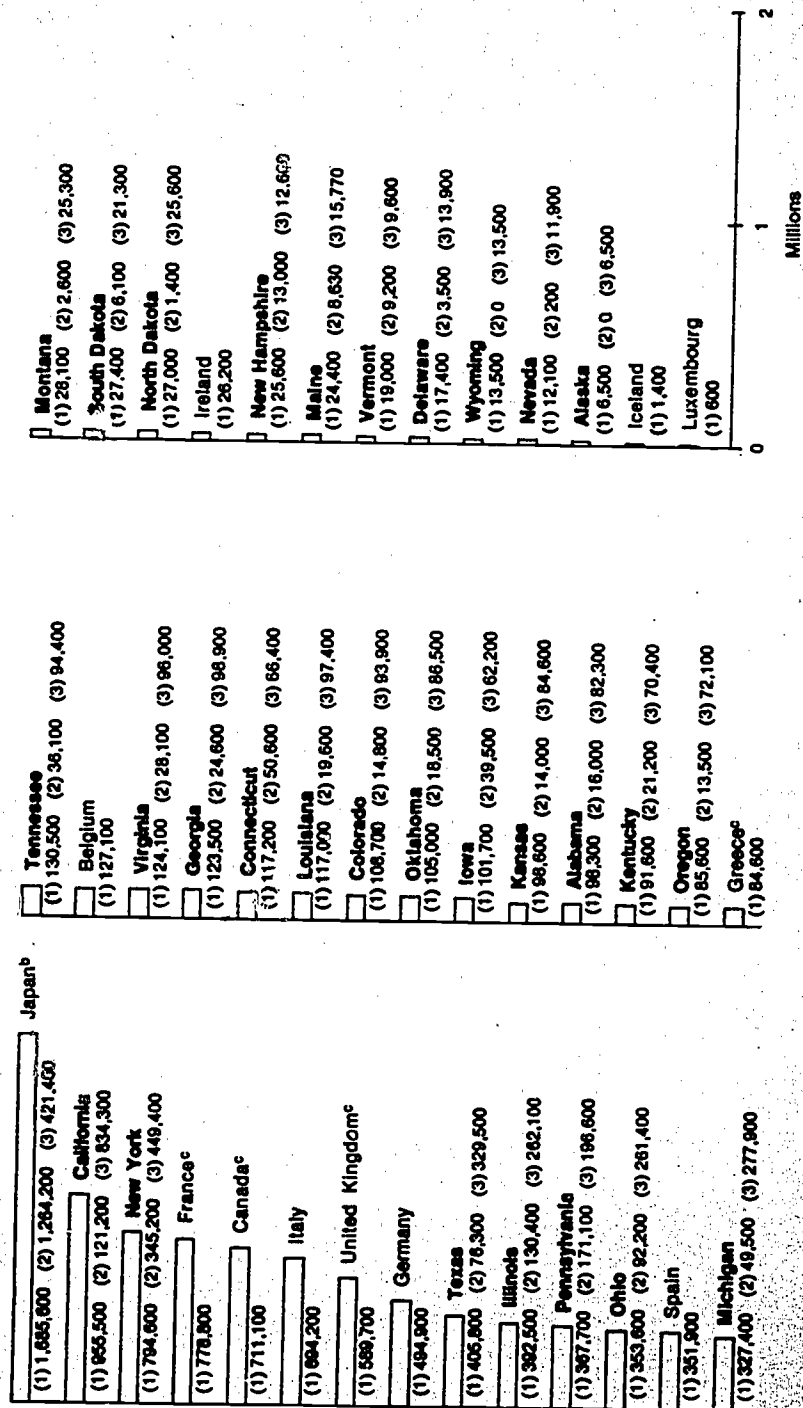 Japanᵇ
(1) 1,685,600 (2) 1,264,200 (3) 421,400
California
(1) 955,500 (2) 121,200 (3) 834,300
New York
(1) 794,600 (2) 345,200 (3) 449,400
Franceᶜ
(1) 778,800
Canadaᶜ
(1) 711,100
Italy
(1) 694,200
United Kingdomᶜ
(1) 589,700
Germany
(1) 494,900
Texas
(1) 405,800 (2) 76,300 (3) 329,500
Illinois
(1) 392,500 (2) 130,400 (3) 262,100
Pennsylvania
(1) 367,700 (2) 171,100 (3) 196,600
Ohio
(1) 353,600 (2) 92,200 (3) 261,400
Spain
(1) 351,900
Michigan
(1) 327,400 (2) 49,500 (3) 277,900
Tennessee
(1) 130,500 (2) 36,100 (3) 94,400
Belgium
(1) 127,100
Virginia
(1) 124,100 (2) 28,100 (3) 96,000
Georgia
(1) 123,500 (2) 24,600 (3) 98,900
Connecticut
(1) 117,200 (2) 50,600 (3) 66,400
Louisiana
(1) 117,000 (2) 19,600 (3) 97,400
Colorado
(1) 108,700 (2) 14,800 (3) 93,900
Oklahoma
(1) 105,000 (2) 18,500 (3) 86,500
Iowa
(1) 101,700 (2) 39,500 (3) 62,200
Kansas
(1) 98,600 (2) 14,000 (3) 84,600
Alabama
(1) 98,300 (2) 16,000 (3) 82,300
Kentucky
(1) 91,600 (2) 21,200 (3) 70,400
Oregon
(1) 85,600 (2) 13,500 (3) 72,100
Greeceᶜ
(1) 84,600
Montana
(1) 28,100 (2) 2,600 (3) 25,300
South Dakota
(1) 27,400 (2) 6,100 (3) 21,300
North Dakota
(1) 27,000 (2) 1,400 (3) 25,600
Ireland
(1) 26,200
New Hampshire
(1) 25,600 (2) 13,000 (3) 12,600
Maine
(1) 24,400 (2) 8,630 (3) 15,770
Vermont
(1) 19,000 (2) 9,200 (3) 9,600
Delaware
(1) 17,400 (2) 3,500 (3) 13,900
Wyoming
(1) 13,500 (2) 0 (3) 13,500
Nevada
(1) 12,100 (2) 200 (3) 11,900
Alaska
(1) 6,500 (2) 0 (3) 6,500
Iceland
(1) 1,400
Luxembourg
(1) 600
0 1 2
Millions